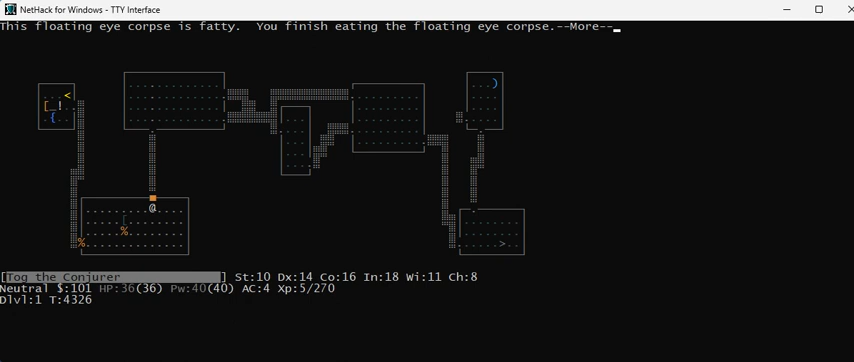 NetHack for Windows - TTY Interface
This floating eye corpse is fatty.  You finish eating the floating eye corpse.--More--
[Tog the Conjurer                    ] St:10 Dx:14 Co:16 In:18 Wi:11 Ch:8
Neutral $:101 HP:36(36) Pw:40(40) AC:4 Xp:5/270
Dlvl:1 T:4326